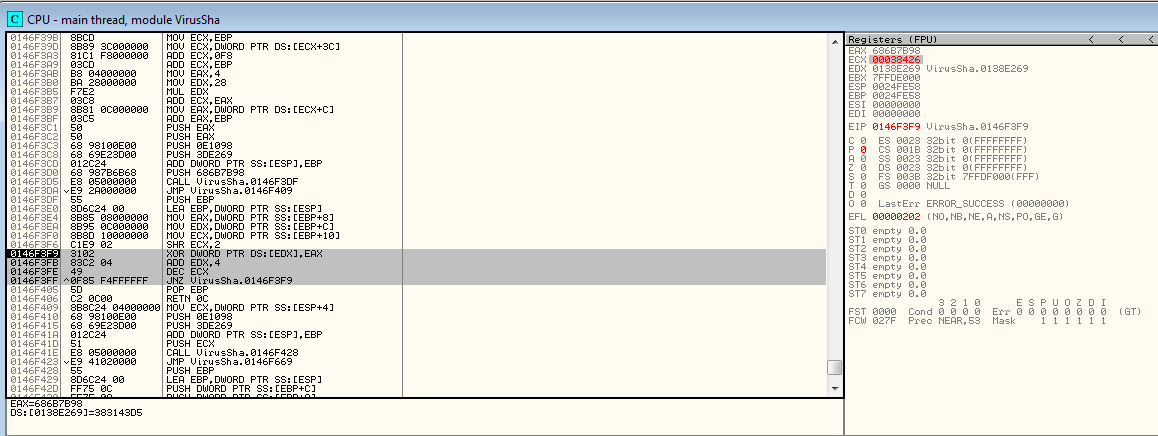 CPU - main thread, module VirusSha
0146F39B 8BCD MOV ECX,EBP
0146F39D 8B89 3C000000 MOV ECX,DWORD PTR DS:[ECX+3C]
0146F3A3 81C1 F8000000 ADD ECX,0F8
0146F3A9 03CD ADD ECX,EBP
0146F3AB B8 04000000 MOV EAX,4
0146F3B0 BA 28000000 MOV EDX,28
0146F3B5 F7E2 MUL EDX
0146F3B7 03C8 ADD ECX,EAX
0146F3B9 8B81 0C000000 MOV EAX,DWORD PTR DS:[ECX+C]
0146F3BF 03C5 ADD EAX,EBP
0146F3C1 50 PUSH EAX
0146F3C2 50 PUSH EAX
0146F3C3 68 98100E00 PUSH 0E1098
0146F3C8 68 69E23D00 PUSH 3DE269
0146F3CD 012C24 ADD DWORD PTR SS:[ESP],EBP
0146F3D0 68 987B6B68 PUSH 686B7B98
0146F3D5 E8 05000000 CALL VirusSha.0146F3DF
0146F3DA E9 2A000000 JMP VirusSha.0146F409
0146F3DF 55 PUSH EBP
0146F3E0 8D6C24 00 LEA EBP,DWORD PTR SS:[ESP]
0146F3E4 8B85 08000000 MOV EAX,DWORD PTR SS:[EBP+8]
0146F3EA 8B95 0C000000 MOV EDX,DWORD PTR SS:[EBP+C]
0146F3F0 8B8D 10000000 MOV ECX,DWORD PTR SS:[EBP+10]
0146F3F6 C1E9 02 SHR ECX,2
0146F3F9 3102 XOR DWORD PTR DS:[EDX],EAX
0146F3FB 83C2 04 ADD EDX,4
0146F3FE 49 DEC ECX
0146F3FF ^0F85 F4FFFFFF JNZ VirusSha.0146F3F9
0146F405 5D POP EBP
0146F406 C2 0C00 RETN 0C
0146F409 8B8C24 04000000 MOV ECX,DWORD PTR SS:[ESP+4]
0146F410 68 98100E00 PUSH 0E1098
0146F415 68 69E23D00 PUSH 3DE269
0146F41A 012C24 ADD DWORD PTR SS:[ESP],EBP
0146F41D 51 PUSH ECX
0146F41E E8 05000000 CALL VirusSha.0146F428
0146F423 E9 41020000 JMP VirusSha.0146F669
0146F428 55 PUSH EBP
0146F429 8D6C24 00 LEA EBP,DWORD PTR SS:[ESP]
0146F42D FF75 0C PUSH DWORD PTR SS:[EBP+C]
EAX=686B7B98
DS:[0138E269]=383143D5
Registers (FPU) < < <
EAX 686B7B98
ECX 00038426
EDX 0138E269 VirusSha.0138E269
EBX 7FFDE000
ESP 0024FE58
EBP 0024FE58
ESI 00000000
EDI 00000000
EIP 0146F3F9 VirusSha.0146F3F9
C 0 ES 0023 32bit 0(FFFFFFFF)
P 0 CS 001B 32bit 0(FFFFFFFF)
A 0 SS 0023 32bit 0(FFFFFFFF)
Z 0 DS 0023 32bit 0(FFFFFFFF)
S 0 FS 003B 32bit 7FFDF000(FFF)
T 0 GS 0000 NULL
D 0
O 0 LastErr ERROR_SUCCESS (00000000)
EFL 00000202 (NO,NB,NE,A,NS,PO,GE,G)
ST0 empty 0.0
ST1 empty 0.0
ST2 empty 0.0
ST3 empty 0.0
ST4 empty 0.0
ST5 empty 0.0
ST6 empty 0.0
ST7 empty 0.0
3 2 1 0 E S P U O Z D I
FST 0000 Cond 0 0 0 0 Err 0 0 0 0 0 0 0 0 (GT)
FCW 027F Prec NEAR,53 Mask 1 1 1 1 1 1